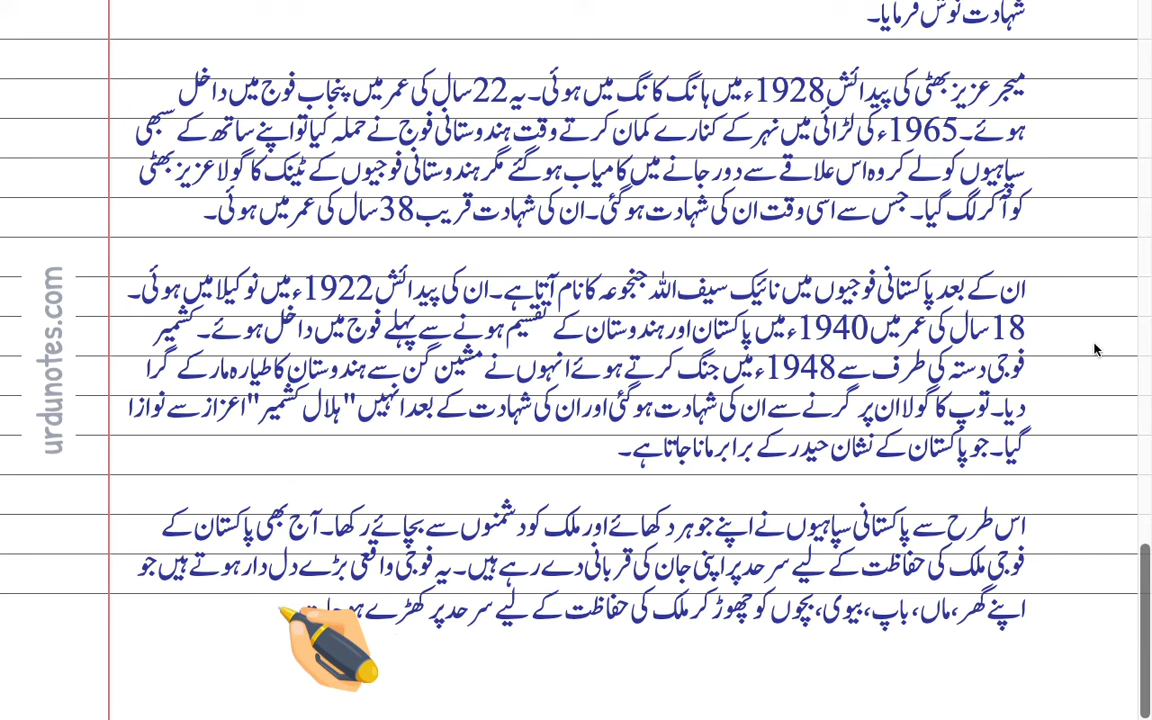 شہادت نوش فرمایا۔
میجر عزیز بھٹی کی پیدائش 1928ء میں ہانگ کانگ میں ہوئی۔ یہ 22 سال کی عمر میں پنجاب فوج میں داخل
ہوئے۔ 1965ء کی لڑائی میں نہر کے کنارے کمان کرتے وقت ہندوستانی فوج نے حملہ کیا تو اپنے ساتھ کے سبھی
سپاہیوں کو لے کر وہ اس علاقے سے دور جانے میں کامیاب ہو گئے مگر ہندوستانی فوجیوں کے ٹینک کا گولا عزیز بھٹی
کو آ کر لگ گیا۔ جس سے اسی وقت ان کی شہادت ہو گئی۔ ان کی شہادت قریب 38 سال کی عمر میں ہوئی۔
ان کے بعد پاکستانی فوجیوں میں نائیک سیف اللہ جنجوعہ کا نام آتا ہے۔ ان کی پیدائش 1922ء میں نوکیلا میں ہوئی۔
18 سال کی عمر میں 1940ء میں پاکستان اور ہندوستان کے تقسیم ہونے سے پہلے فوج میں داخل ہوئے۔ کشمیر
فوجی دستہ کی طرف سے 1948ء میں جنگ کرتے ہوئے انہوں نے مشین گن سے ہندوستان کا طیارہ مار کے گرا
دیا۔ توپ کا گولا ان پر گرنے سے ان کی شہادت ہو گئی اور ان کی شہادت کے بعد انہیں "ہلال کشمیر" اعزاز سے نوازا
گیا۔ جو پاکستان کے نشان حیدر کے برابر مانا جاتا ہے۔
اس طرح سے پاکستانی سپاہیوں نے اپنے جوہر دکھائے اور ملک کو دشمنوں سے بچائے رکھا۔ آج بھی پاکستان کے
فوجی ملک کی حفاظت کے لیے سرحد پر اپنی جان کی قربانی دے رہے ہیں۔ یہ فوجی واقعی بڑے دل دار ہوتے ہیں جو
اپنے گھر، ماں، باپ، بیوی، بچوں کو چھوڑ کر ملک کی حفاظت کے لیے سرحد پر کھڑے
urdunotes.com